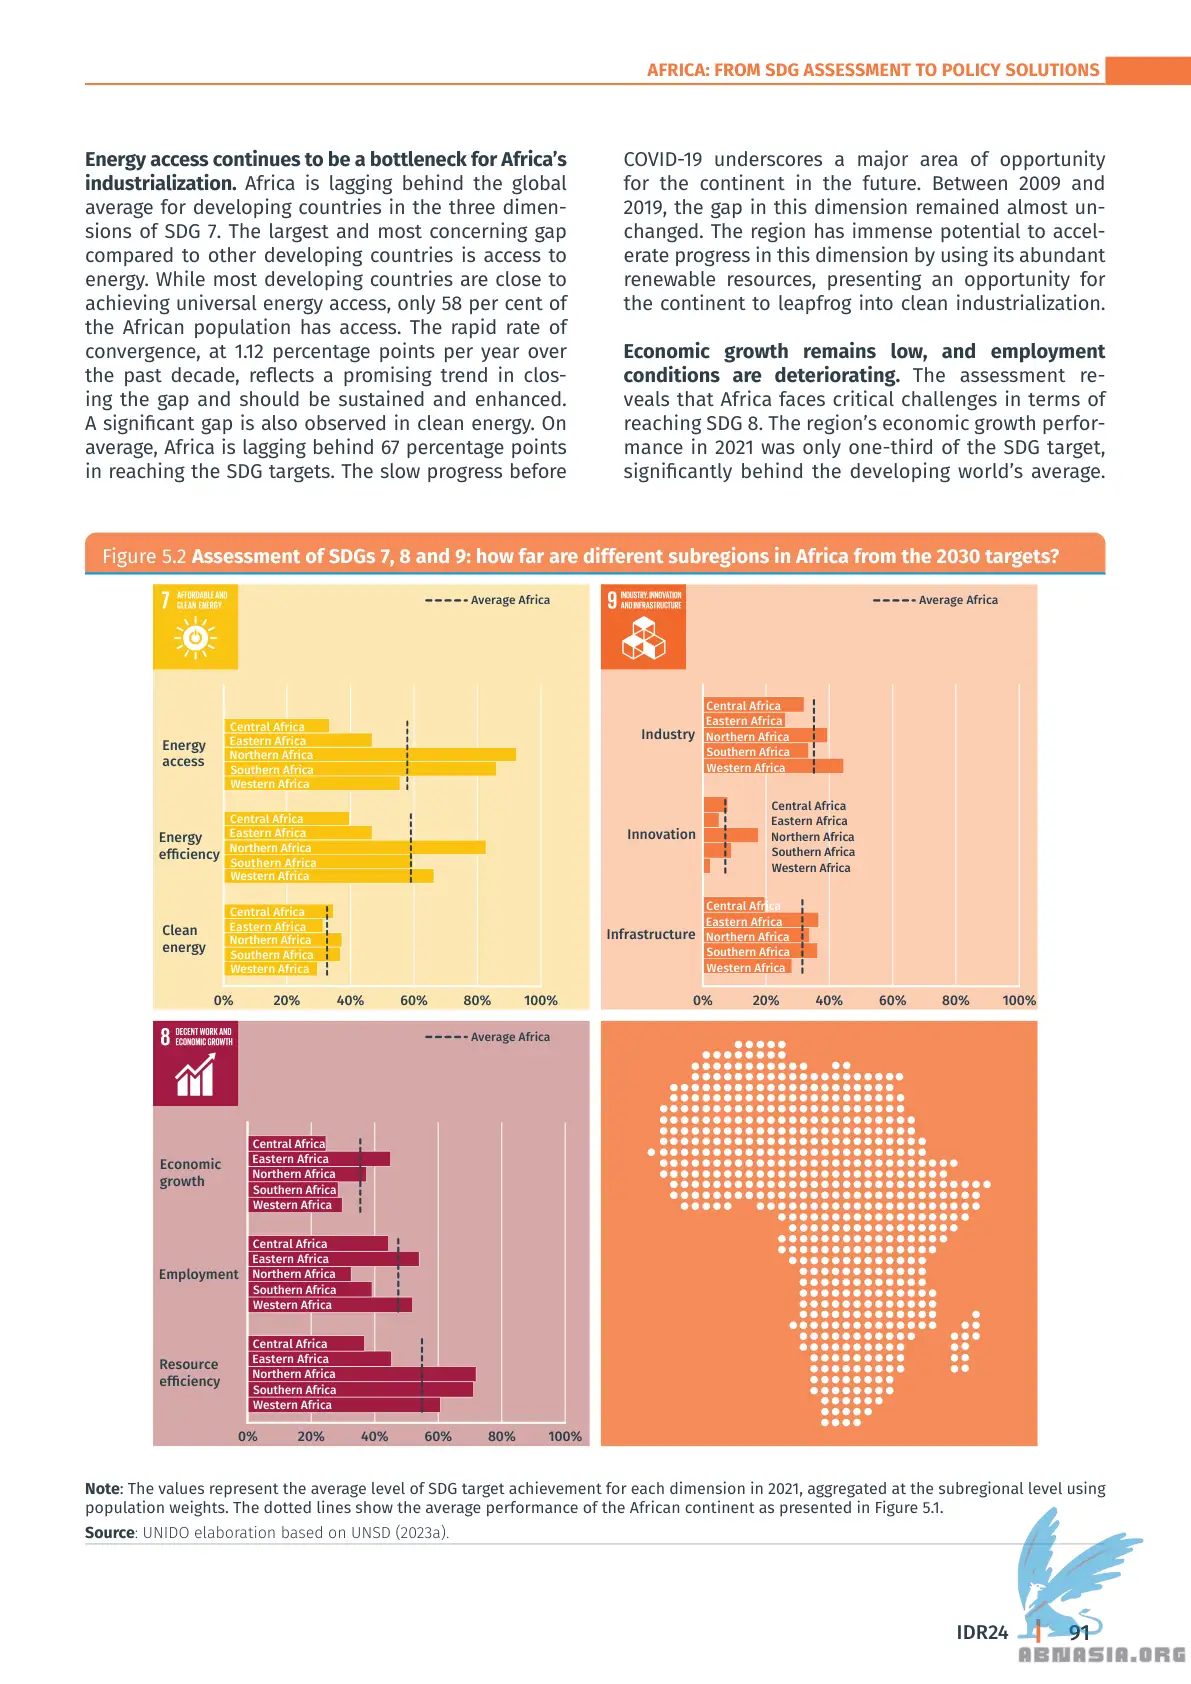 AFRICA: FROM SDG ASSESSMENT TO POLICY SOLUTIONS
Energy access continues to be a bottleneck for Africa’s
industrialization. Africa is lagging behind the global
average for developing countries in the three dimen-
sions of SDG 7. The largest and most concerning gap
compared to other developing countries is access to
energy. While most developing countries are close to
achieving universal energy access, only 58 per cent of
the African population has access. The rapid rate of
convergence, at 1.12 percentage points per year over
the past decade, reflects a promising trend in clos-
ing the gap and should be sustained and enhanced.
A significant gap is also observed in clean energy. On
average, Africa is lagging behind 67 percentage points
in reaching the SDG targets. The slow progress before
COVID-19 underscores a major area of opportunity
for the continent in the future. Between 2009 and
2019, the gap in this dimension remained almost un-
changed. The region has immense potential to accel-
erate progress in this dimension by using its abundant
renewable resources, presenting an opportunity for
the continent to leapfrog into clean industrialization.
Economic growth remains low, and employment
conditions are deteriorating. The assessment re-
veals that Africa faces critical challenges in terms of
reaching SDG 8. The region’s economic growth perfor-
mance in 2021 was only one-third of the SDG target,
significantly behind the developing world’s average.
Figure 5.2 Assessment of SDGs 7, 8 and 9: how far are different subregions in Africa from the 2030 targets?
7 AFFORDABLE AND
CLEAN ENERGY
Average Africa
Energy
access
Central Africa
Eastern Africa
Northern Africa
Southern Africa
Western Africa
Energy
efficiency
Central Africa
Eastern Africa
Northern Africa
Southern Africa
Western Africa
Clean
energy
Central Africa
Eastern Africa
Northern Africa
Southern Africa
Western Africa
0% 20% 40% 60% 80% 100%
9 INDUSTRY, INNOVATION
AND INFRASTRUCTURE
Average Africa
Industry
Central Africa
Eastern Africa
Northern Africa
Southern Africa
Western Africa
Innovation
Central Africa
Eastern Africa
Northern Africa
Southern Africa
Western Africa
Infrastructure
Central Africa
Eastern Africa
Northern Africa
Southern Africa
Western Africa
0% 20% 40% 60% 80% 100%
8 DECENT WORK AND
ECONOMIC GROWTH
Average Africa
Economic
growth
Central Africa
Eastern Africa
Northern Africa
Southern Africa
Western Africa
Employment
Central Africa
Eastern Africa
Northern Africa
Southern Africa
Western Africa
Resource
efficiency
Central Africa
Eastern Africa
Northern Africa
Southern Africa
Western Africa
0% 20% 40% 60% 80% 100%
Note: The values represent the average level of SDG target achievement for each dimension in 2021, aggregated at the subregional level using
population weights. The dotted lines show the average performance of the African continent as presented in Figure 5.1.
Source: UNIDO elaboration based on UNSD (2023a).
IDR24 91
ABNASIA.ORG